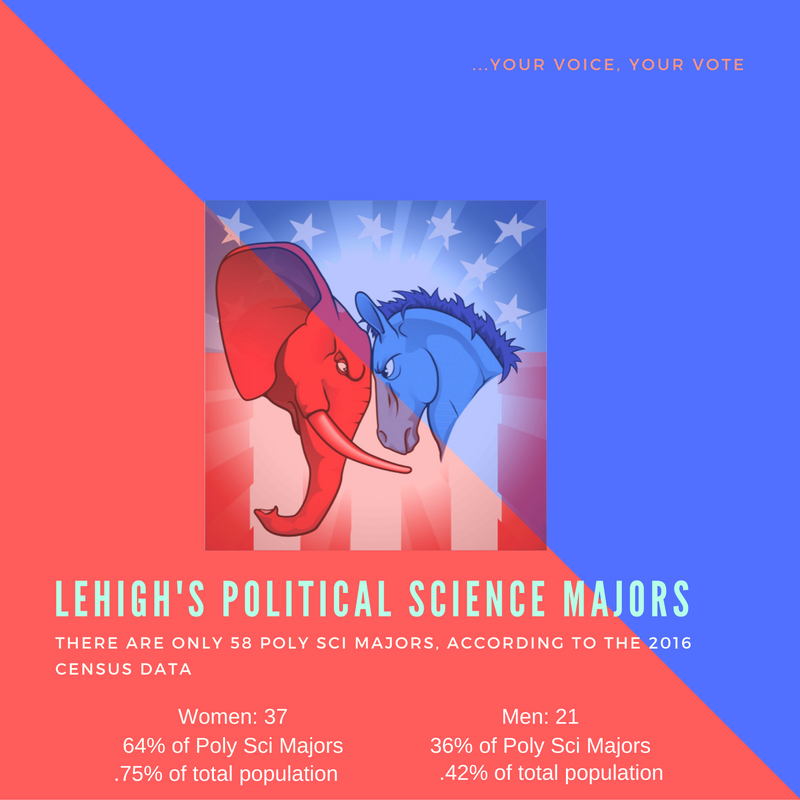 ...YOUR VOICE, YOUR VOTE
LEHIGH'S POLITICAL SCIENCE MAJORS
THERE ARE ONLY 58 POLY SCI MAJORS, ACCORDING TO THE 2016
CENSUS DATA
Women: 37
64% of Poly Sci Majors
.75% of total population
Men: 21
36% of Poly Sci Majors
.42% of total population